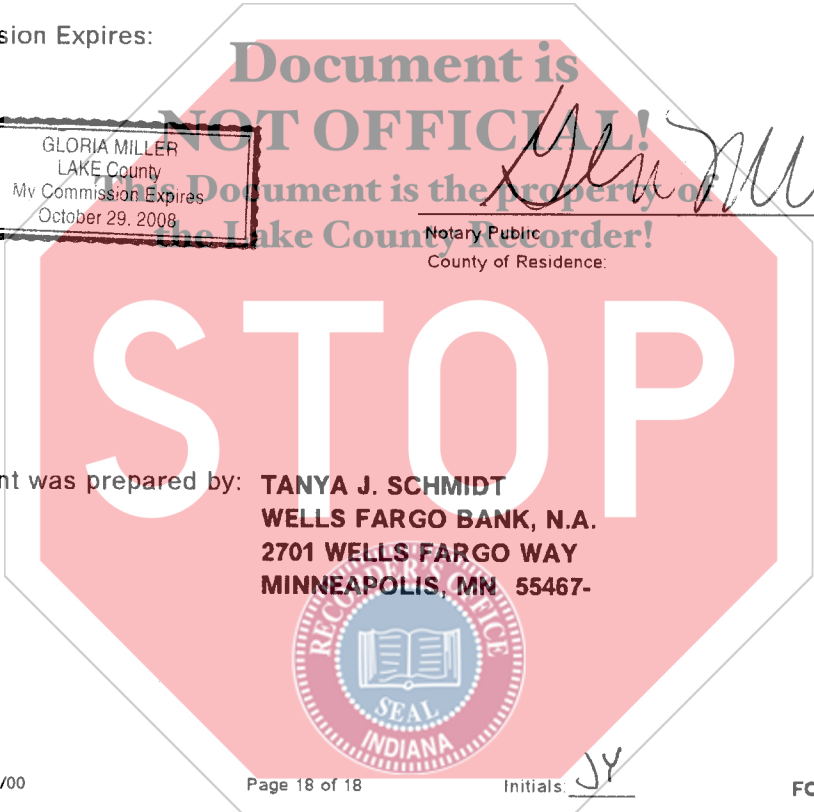 sion Expires:
Document is
NOT OFFICIAL!
This Document is the property of
the Lake County Recorder!
GLORIA MILLER
LAKE County
My Commission Expires
October 29, 2008
Notary Public
County of Residence:
STOP
nt was prepared by: TANYA J. SCHMIDT
WELLS FARGO BANK, N.A.
2701 WELLS FARGO WAY
MINNEAPOLIS, MN 55467-
RECORDER'S OFFICE
SEAL
INDIANA
/00
Page 18 of 18
Initials: JY
FO